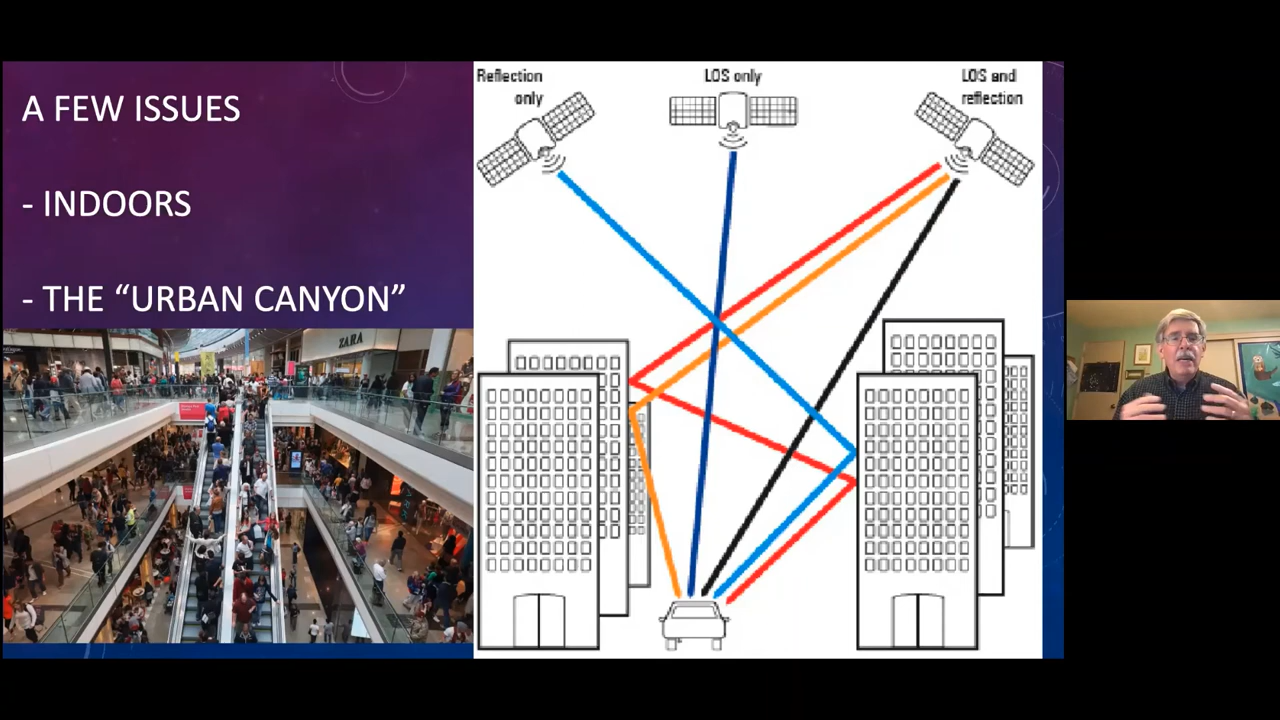 A FEW ISSUES
- INDOORS
- THE “URBAN CANYON”
ZARA
Reflection
only
LOS only
LOS and
reflection